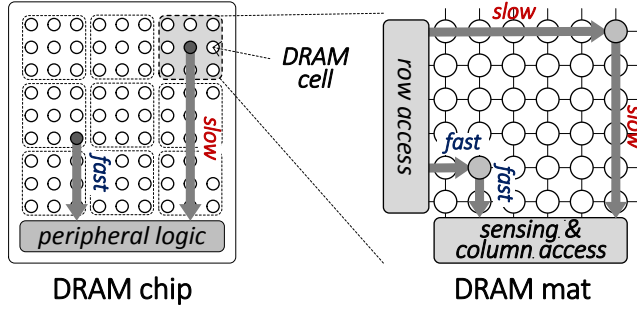 DRAM
cell
slow
fast
peripheral logic
DRAM chip
slow
row access
slow
fast
fast
sensing &
column access
DRAM mat